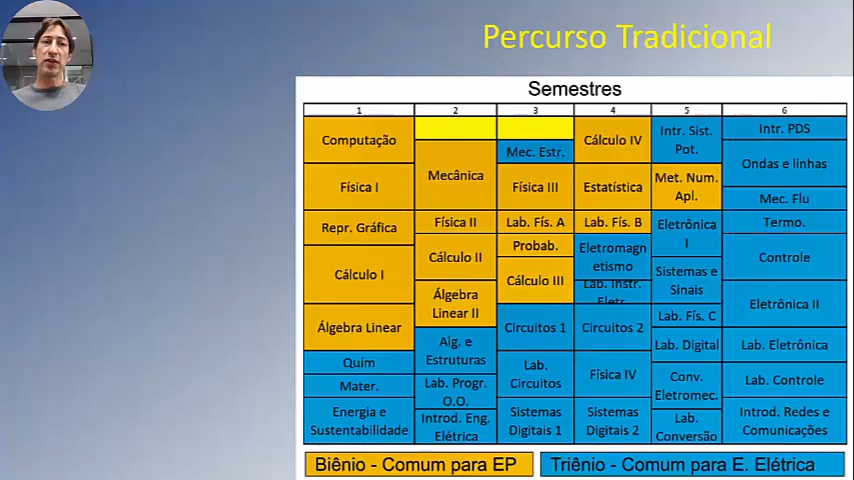 Percurso Tradicional
Semestres
1 2 3 4 5 6
Computação
Física I
Repr. Gráfica
Cálculo I
Álgebra Linear
Quím
Mater.
Energia e
Sustentabilidade
Mecânica
Física II
Cálculo II
Álgebra
Linear II
Alg. e
Estruturas
Lab. Progr.
O.O.
Introd. Eng.
Elétrica
Mec. Estr.
Física III
Lab. Fís. A
Probab.
Cálculo III
Circuitos 1
Lab.
Circuitos
Sistemas
Digitais 1
Cálculo IV
Estatística
Lab. Fís. B
Eletromagn
etismo
Lab. Instr.
Eletr.
Circuitos 2
Física IV
Sistemas
Digitais 2
Intr. Sist.
Pot.
Met. Num.
Apl.
Eletrônica
I
Sistemas e
Sinais
Lab. Fís. C
Lab. Digital
Conv.
Eletromec.
Lab.
Conversão
Intr. PDS
Ondas e linhas
Mec. Flu
Termo.
Controle
Eletrônica II
Lab. Eletrônica
Lab. Controle
Introd. Redes e
Comunicações
Biênio - Comum para EP
Triênio - Comum para E. Elétrica